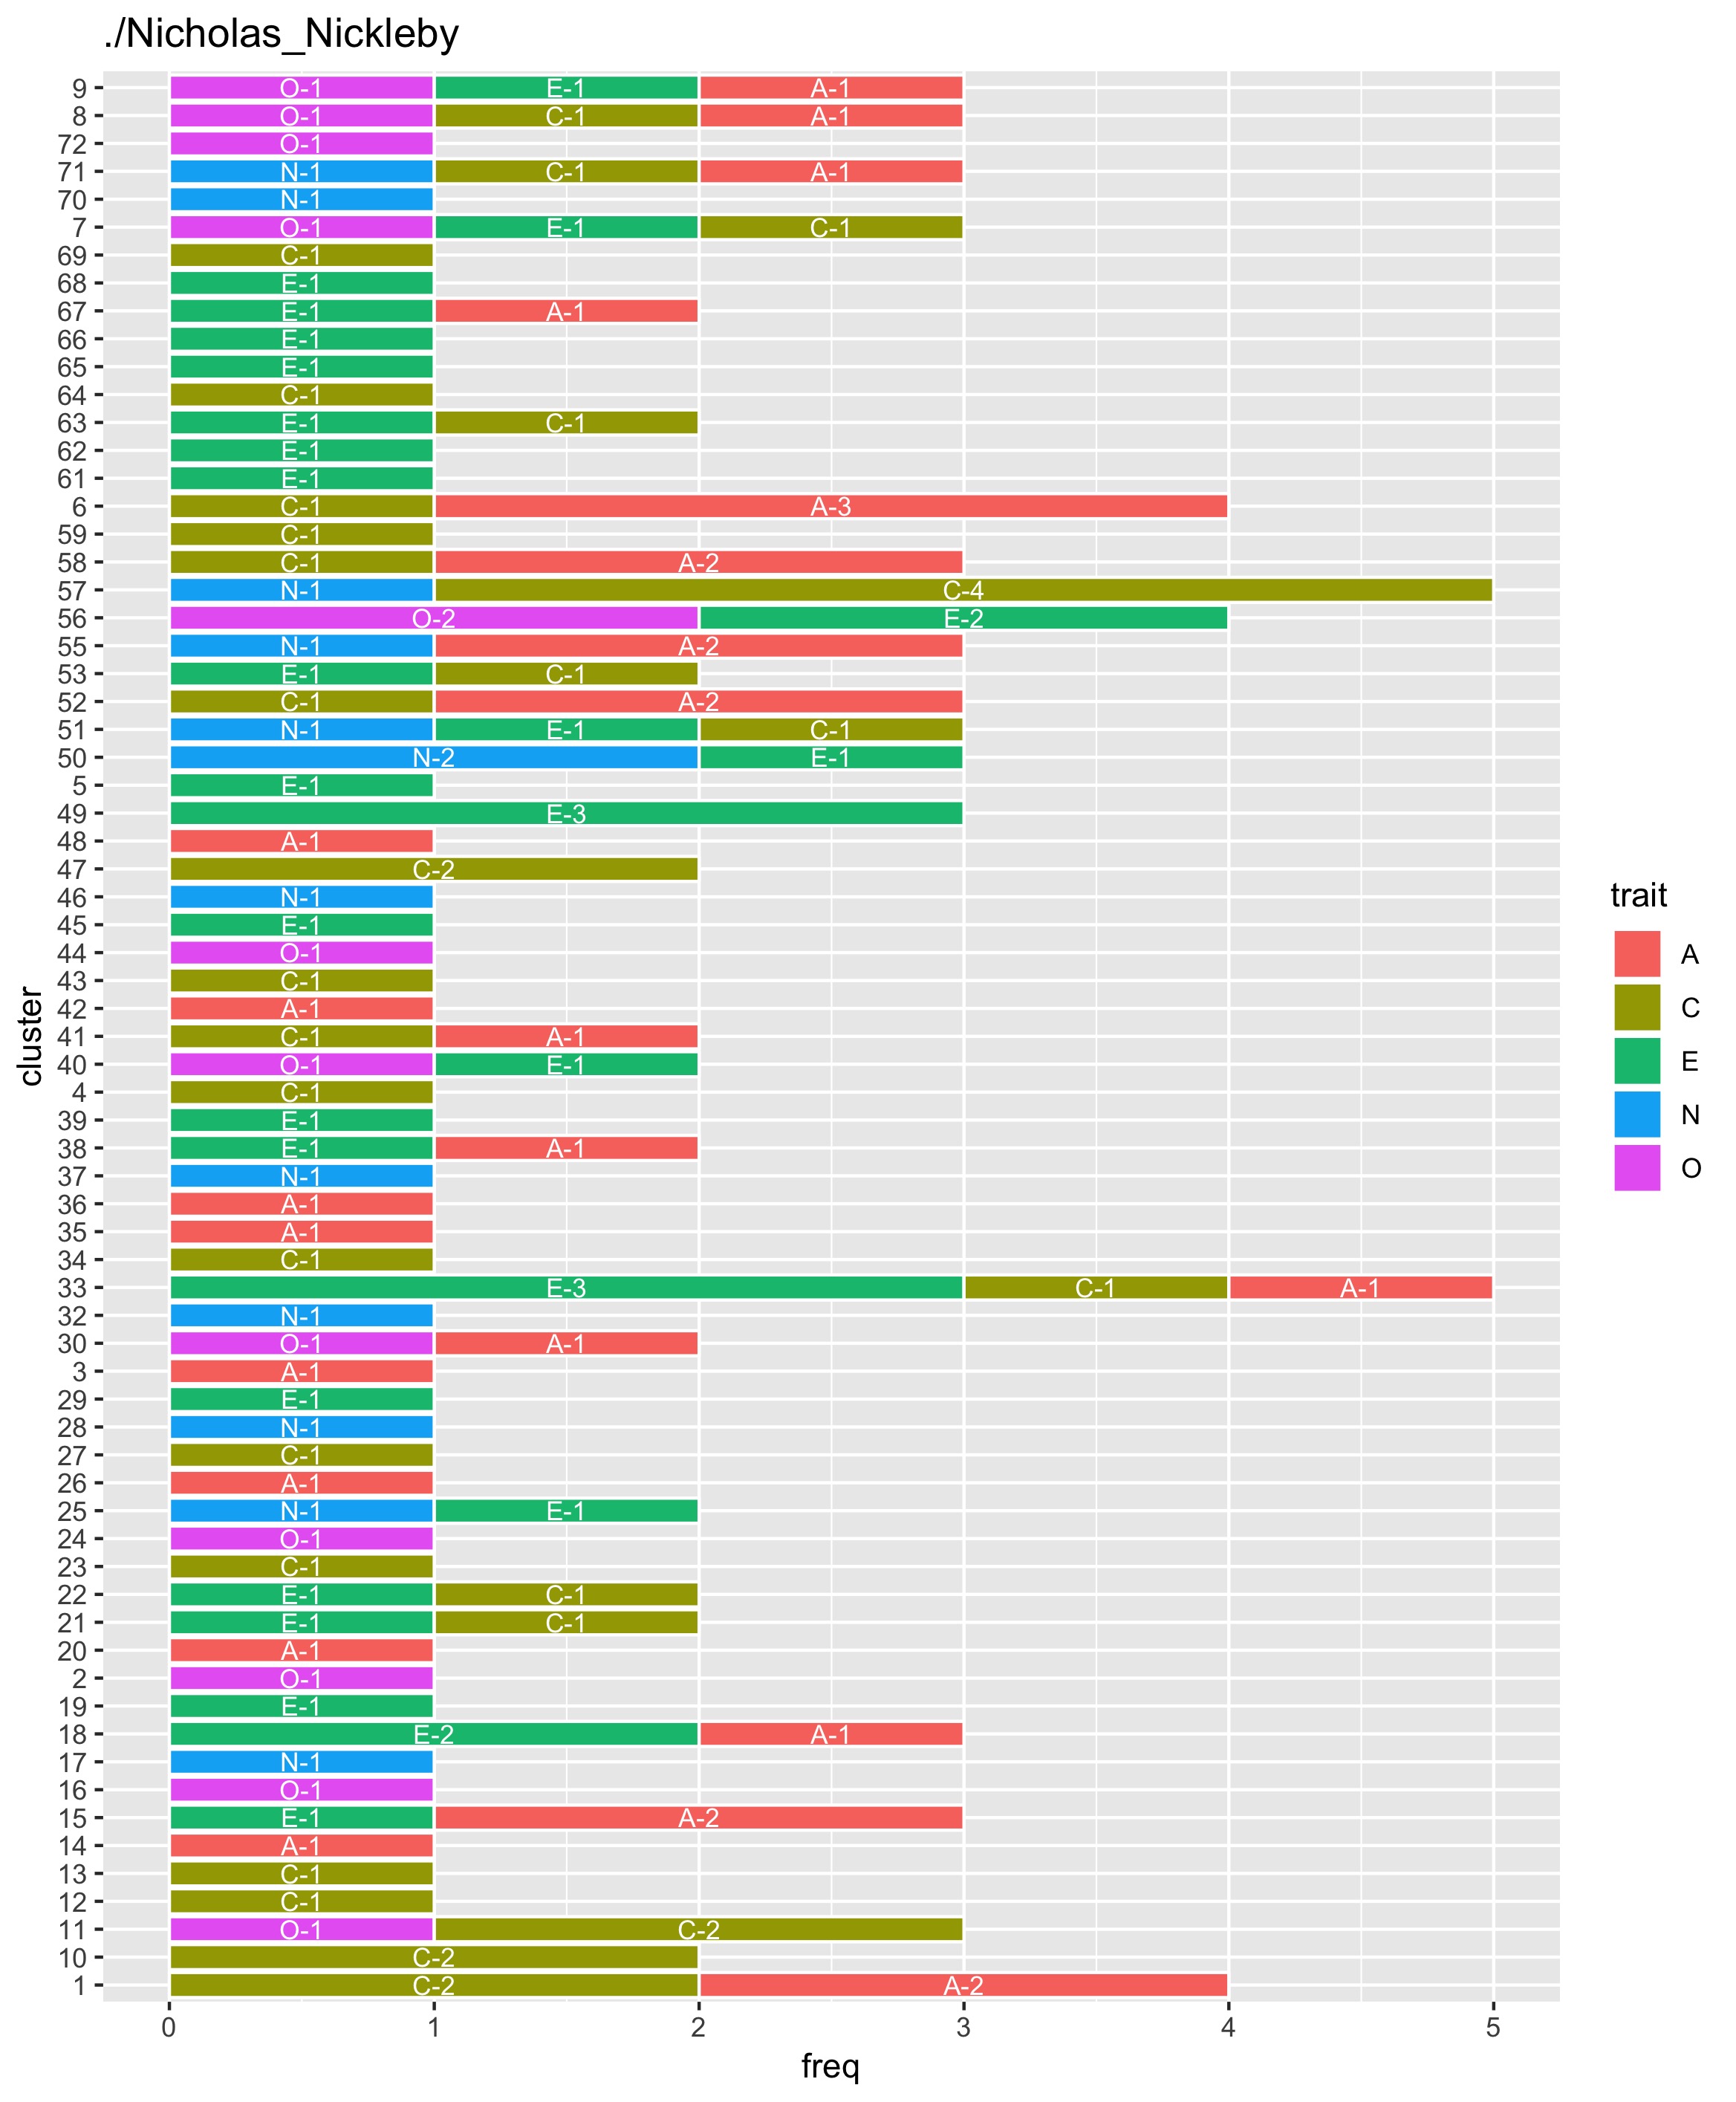 ./Nicholas_Nickleby
9 O-1 E-1 A-1
8 O-1 C-1 A-1
72 O-1
71 N-1 C-1 A-1
70 N-1
7 O-1 E-1 C-1
69 C-1
68 E-1
67 E-1 A-1
66 E-1
65 E-1
64 C-1
63 E-1 C-1
62 E-1
61 E-1
6 C-1 A-3
59 C-1
58 C-1 A-2
57 N-1 C-4
56 O-2 E-2
55 N-1 A-2
53 E-1 C-1
52 C-1 A-2
51 N-1 E-1 C-1
50 N-2 E-1
5 E-1
49 E-3
48 A-1
47 C-2
46 N-1
45 E-1
44 O-1
43 C-1
42 A-1
41 C-1 A-1
40 O-1 E-1
4 C-1
39 E-1
38 E-1 A-1
37 N-1
36 A-1
35 A-1
34 C-1
33 E-3 C-1 A-1
32 N-1
30 O-1 A-1
3 A-1
29 E-1
28 N-1
27 C-1
26 A-1
25 N-1 E-1
24 O-1
23 C-1
22 E-1 C-1
21 E-1 C-1
20 A-1
2 O-1
19 E-1
18 E-2 A-1
17 N-1
16 O-1
15 E-1 A-2
14 A-1
13 C-1
12 C-1
11 O-1 C-2
10 C-2
1 C-2 A-2
0 1 2 3 4 5
freq
cluster
trait
A
C
E
N
O